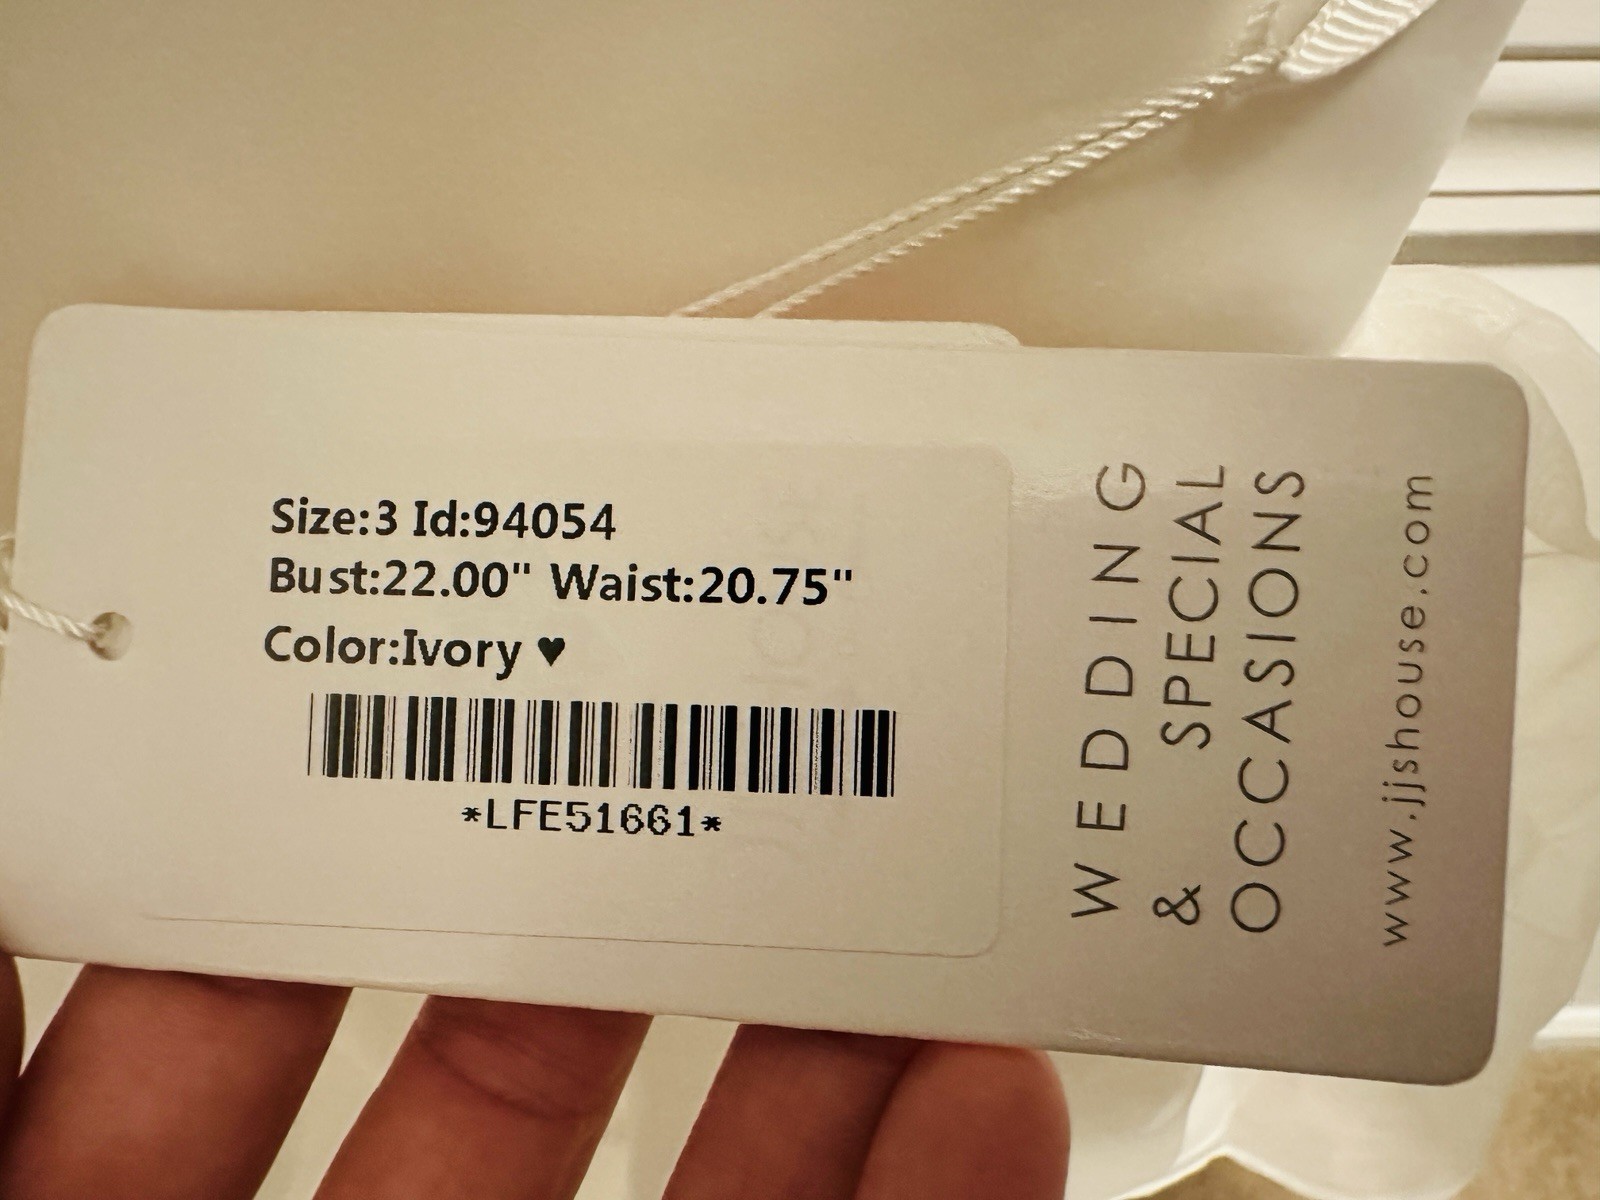 Size:3 Id:94054
Bust:22.00" Waist:20.75"
Color:Ivory ♥
*LFE51661*
WEDDING
& SPECIAL
OCCASIONS
www.jjshouse.com